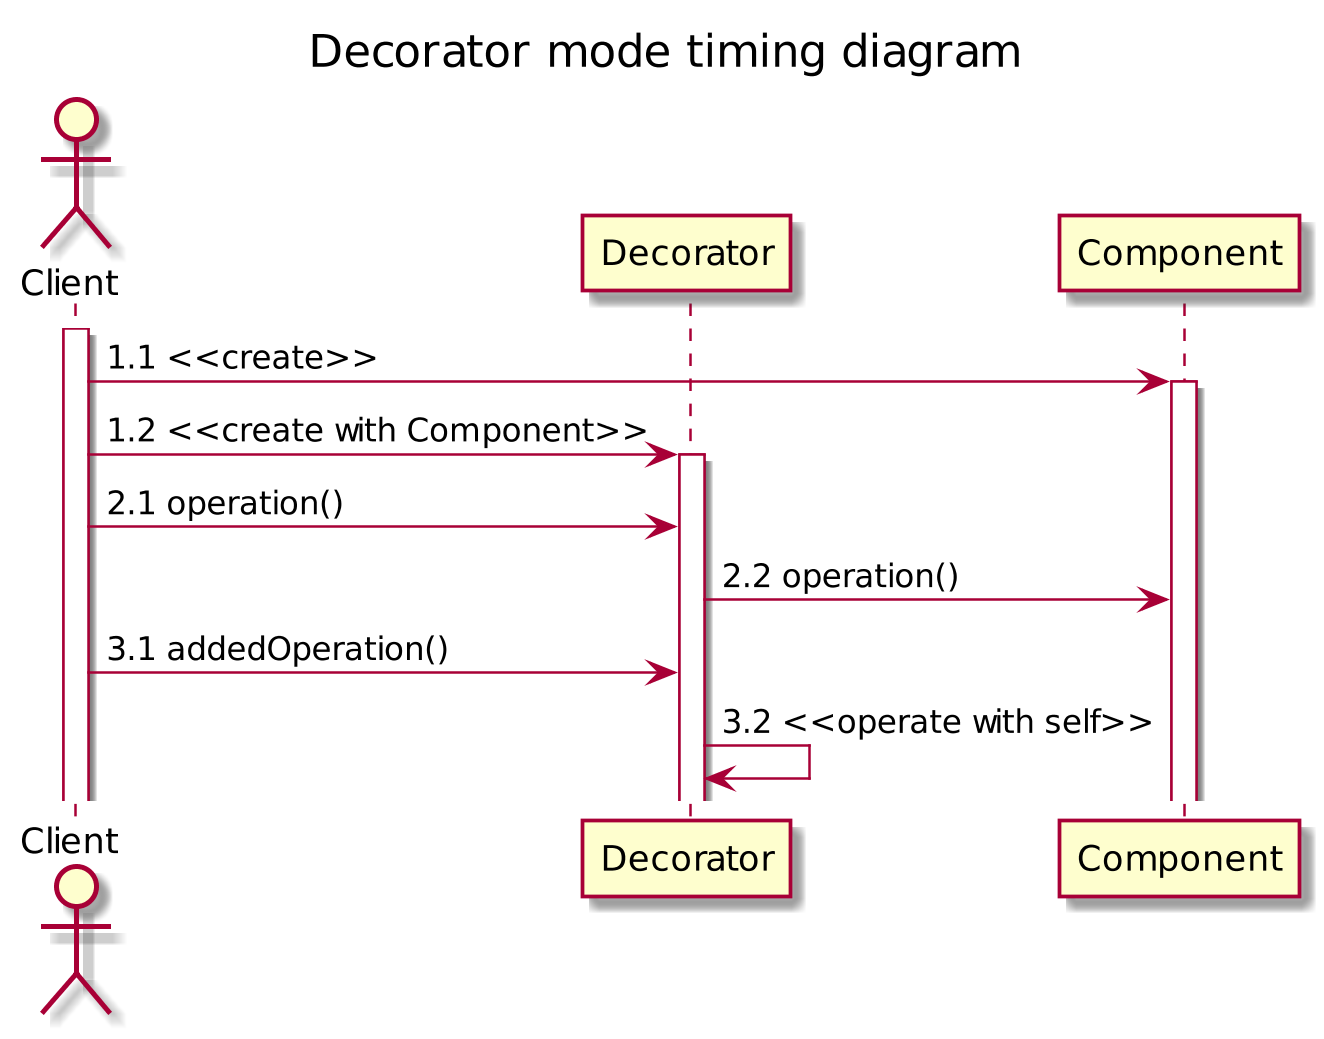 Decorator mode timing diagram
Client
Decorator
Component
1.1 <<create>>
1.2 <<create with Component>>
2.1 operation()
2.2 operation()
3.1 addedOperation()
3.2 <<operate with self>>
Client
Decorator
Component